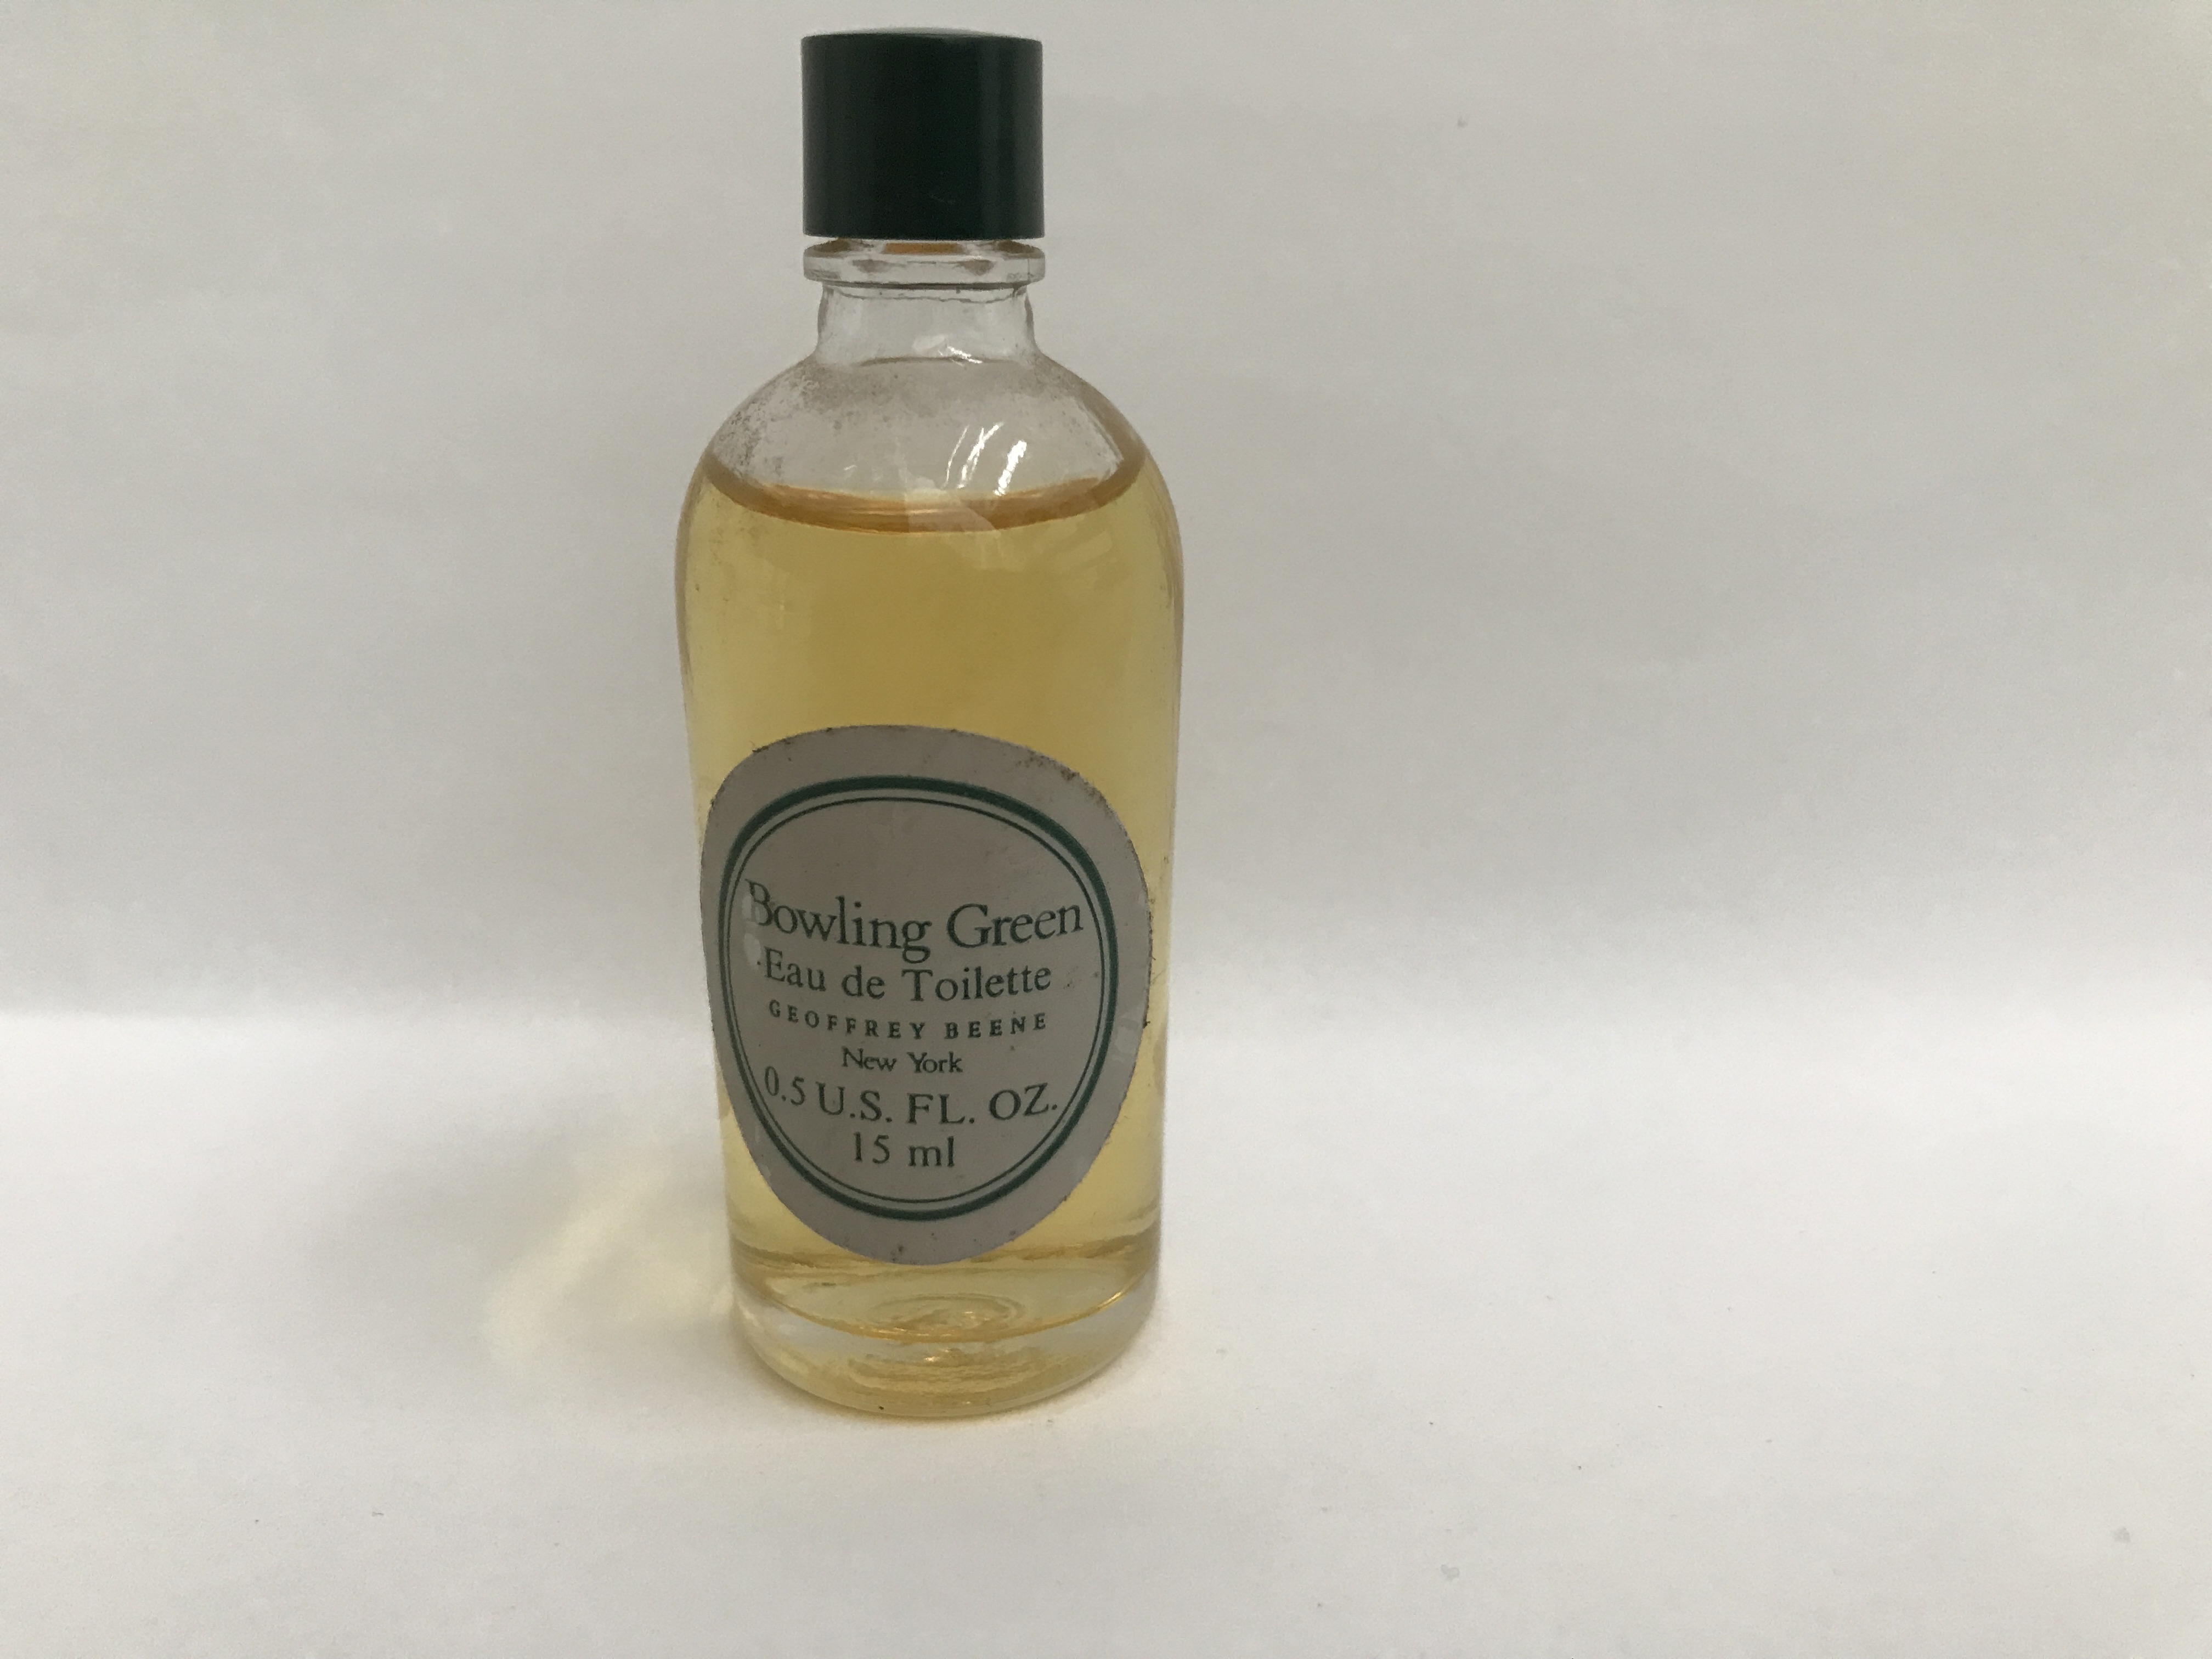 Bowling Green
Eau de Toilette
GEOFFREY BEENE
New York
0.5 U.S. FL. OZ.
15 ml